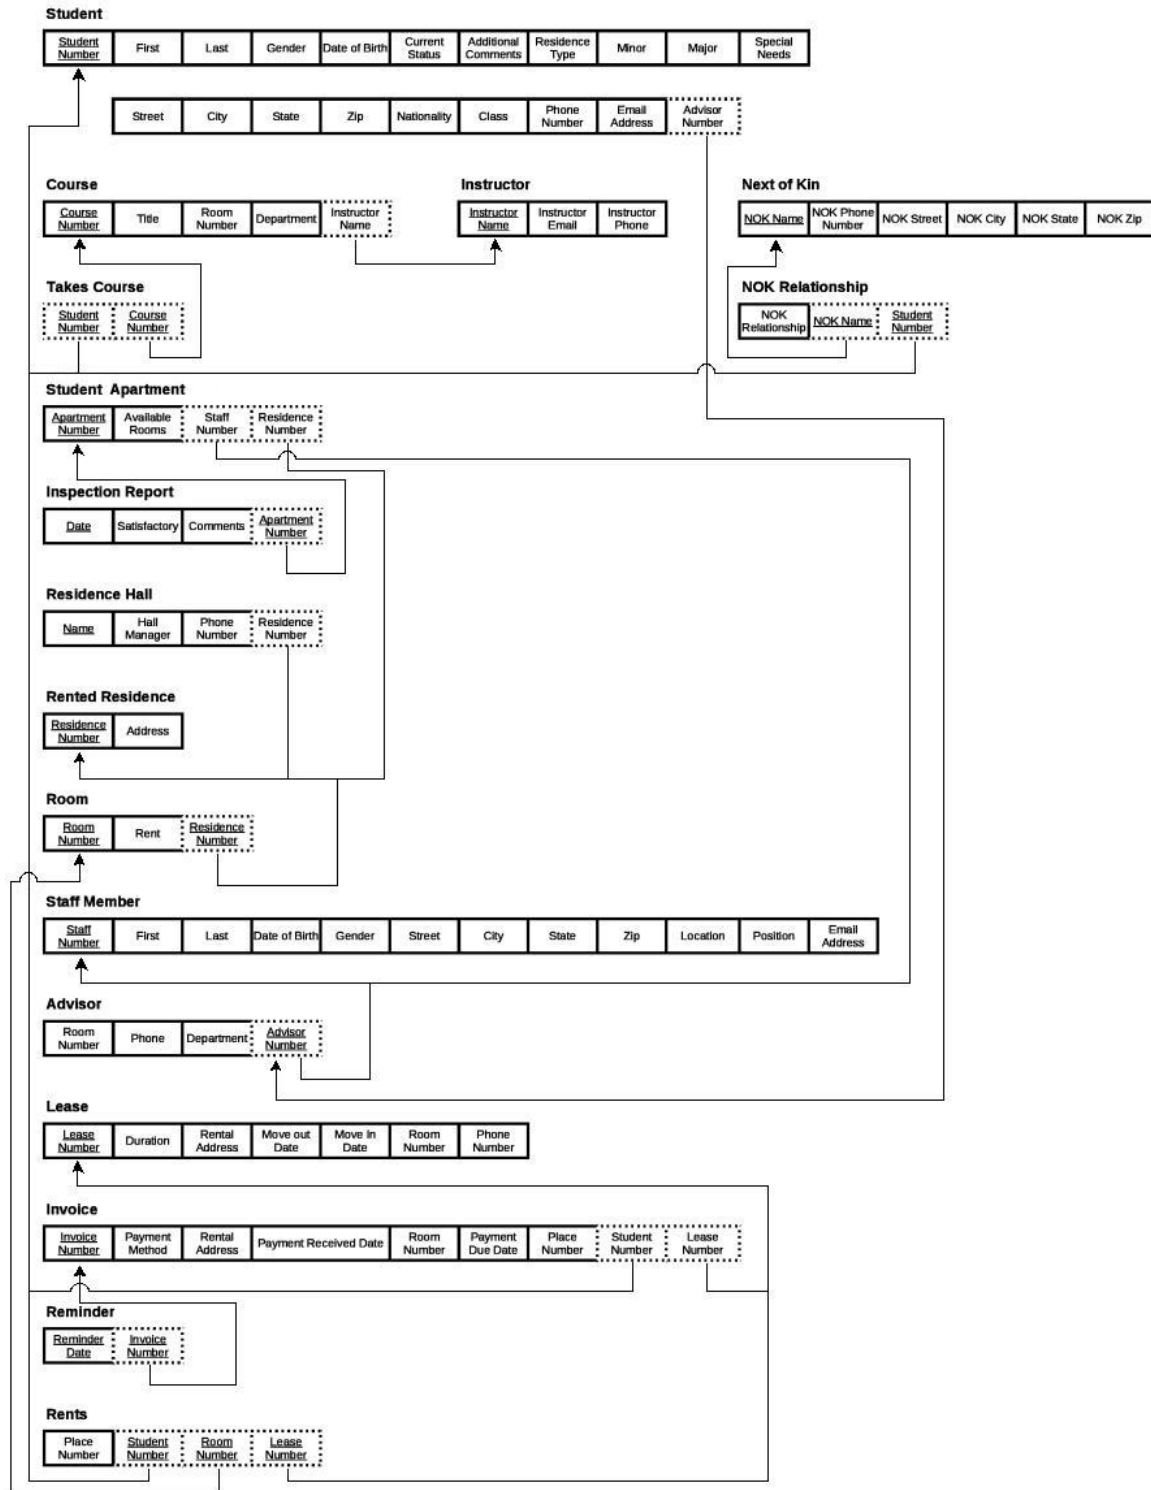 Student
Student Number First Last Gender Date of Birth Current Status Additional Comments Residence Type Minor Major Special Needs
Street City State Zip Nationality Class Phone Number Email Address Advisor Number
Course
Course Number Title Room Number Department Instructor Name
Instructor
Instructor Name Instructor Email Instructor Phone
Next of Kin
NOK Name NOK Phone Number NOK Street NOK City NOK State NOK Zip
Takes Course
Student Number Course Number
NOK Relationship
NOK Relationship NOK Name Student Number
Student Apartment
Apartment Number Available Rooms Staff Number Residence Number
Inspection Report
Date Satisfactory Comments Apartment Number
Residence Hall
Name Hall Manager Phone Number Residence Number
Rented Residence
Residence Number Address
Room
Room Number Rent Residence Number
Staff Member
Staff Number First Last Date of Birth Gender Street City State Zip Location Position Email Address
Advisor
Room Number Phone Department Advisor Number
Lease
Lease Number Duration Rental Address Move out Date Move In Date Room Number Phone Number
Invoice
Invoice Number Payment Method Rental Address Payment Received Date Room Number Payment Due Date Place Number Student Number Lease Number
Reminder
Reminder Date Invoice Number
Rents
Place Number Student Number Room Number Lease Number